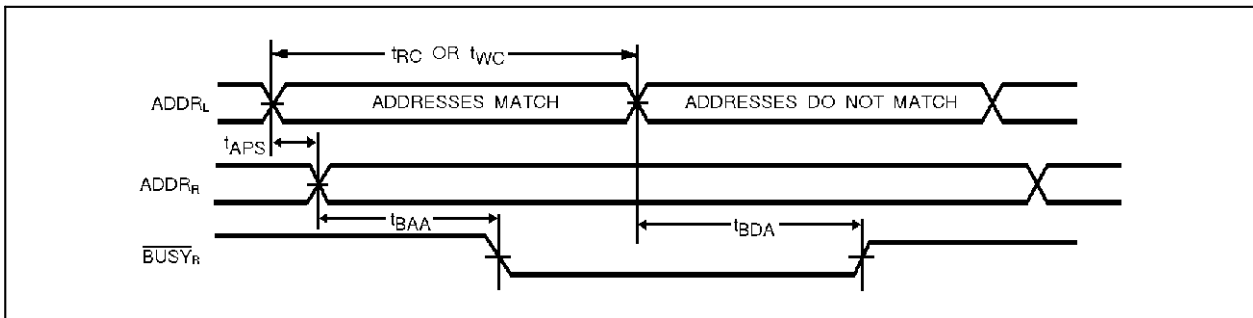 tRC OR tWC
ADDRL
ADDRESSES MATCH
ADDRESSES DO NOT MATCH
tAPS
ADDRR
tBAA
tBDA
BUSYR